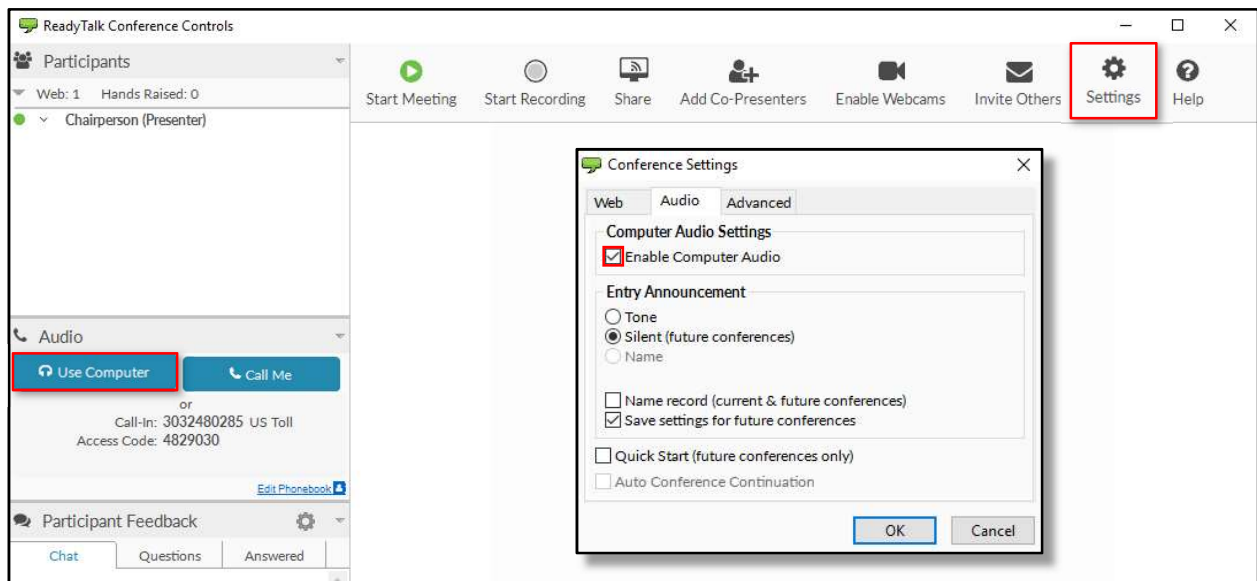 ReadyTalk Conference Controls
Participants
Web: 1 Hands Raised: 0
Chairperson (Presenter)
Start Meeting
Start Recording
Share
Add Co-Presenters
Enable Webcams
Invite Others
Settings
Help
Conference Settings
Web
Audio
Advanced
Computer Audio Settings
Enable Computer Audio
Entry Announcement
Tone
Silent (future conferences)
Name
Name record (current & future conferences)
Save settings for future conferences
Quick Start (future conferences only)
Auto Conference Continuation
OK
Cancel
Audio
Use Computer
Call Me
or
Call-In: 3032480285 US Toll
Access Code: 4829030
Edit Phonebook
Participant Feedback
Chat
Questions
Answered